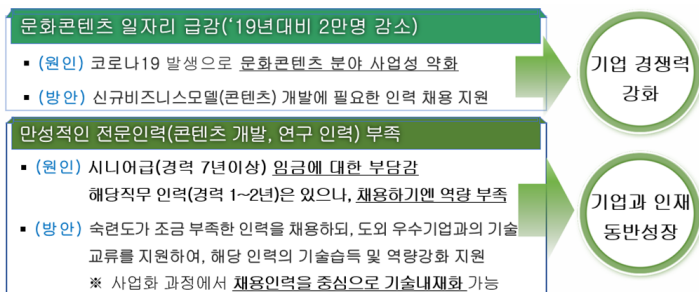 문화콘텐츠 일자리 급감(‘19년대비 2만명 감소)
▪ (원인) 코로나19 발생으로 문화콘텐츠 분야 사업성 약화
▪ (방안) 신규비즈니스모델(콘텐츠) 개발에 필요한 인력 채용 지원
기업 경쟁력
강화
만성적인 전문인력(콘텐츠 개발, 연구 인력) 부족
▪ (원인) 시니어급(경력 7년이상) 임금에 대한 부담감
해당직무 인력(경력 1~2년)은 있으나, 채용하기엔 역량 부족
▪ (방안) 숙련도가 조금 부족한 인력을 채용하되, 도외 우수기업과의 기술
교류를 지원하여, 해당 인력의 기술습득 및 역량강화 지원
※ 사업화 과정에서 채용인력을 중심으로 기술내재화 가능
기업과 인재
동반성장